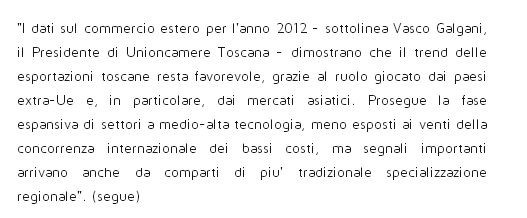 "I dati sul commercio estero per l'anno 2012 - sottolinea Vasco Galgani,
il Presidente di Unioncamere Toscana - dimostrano che il trend delle
esportazioni toscane resta favorevole, grazie al ruolo giocato dai paesi
extra-Ue e, in particolare, dai mercati asiatici. Prosegue la fase
espansiva di settori a medio-alta tecnologia, meno esposti ai venti della
concorrenza internazionale dei bassi costi, ma segnali importanti
arrivano anche da comparti di piu' tradizionale specializzazione
regionale". (segue)